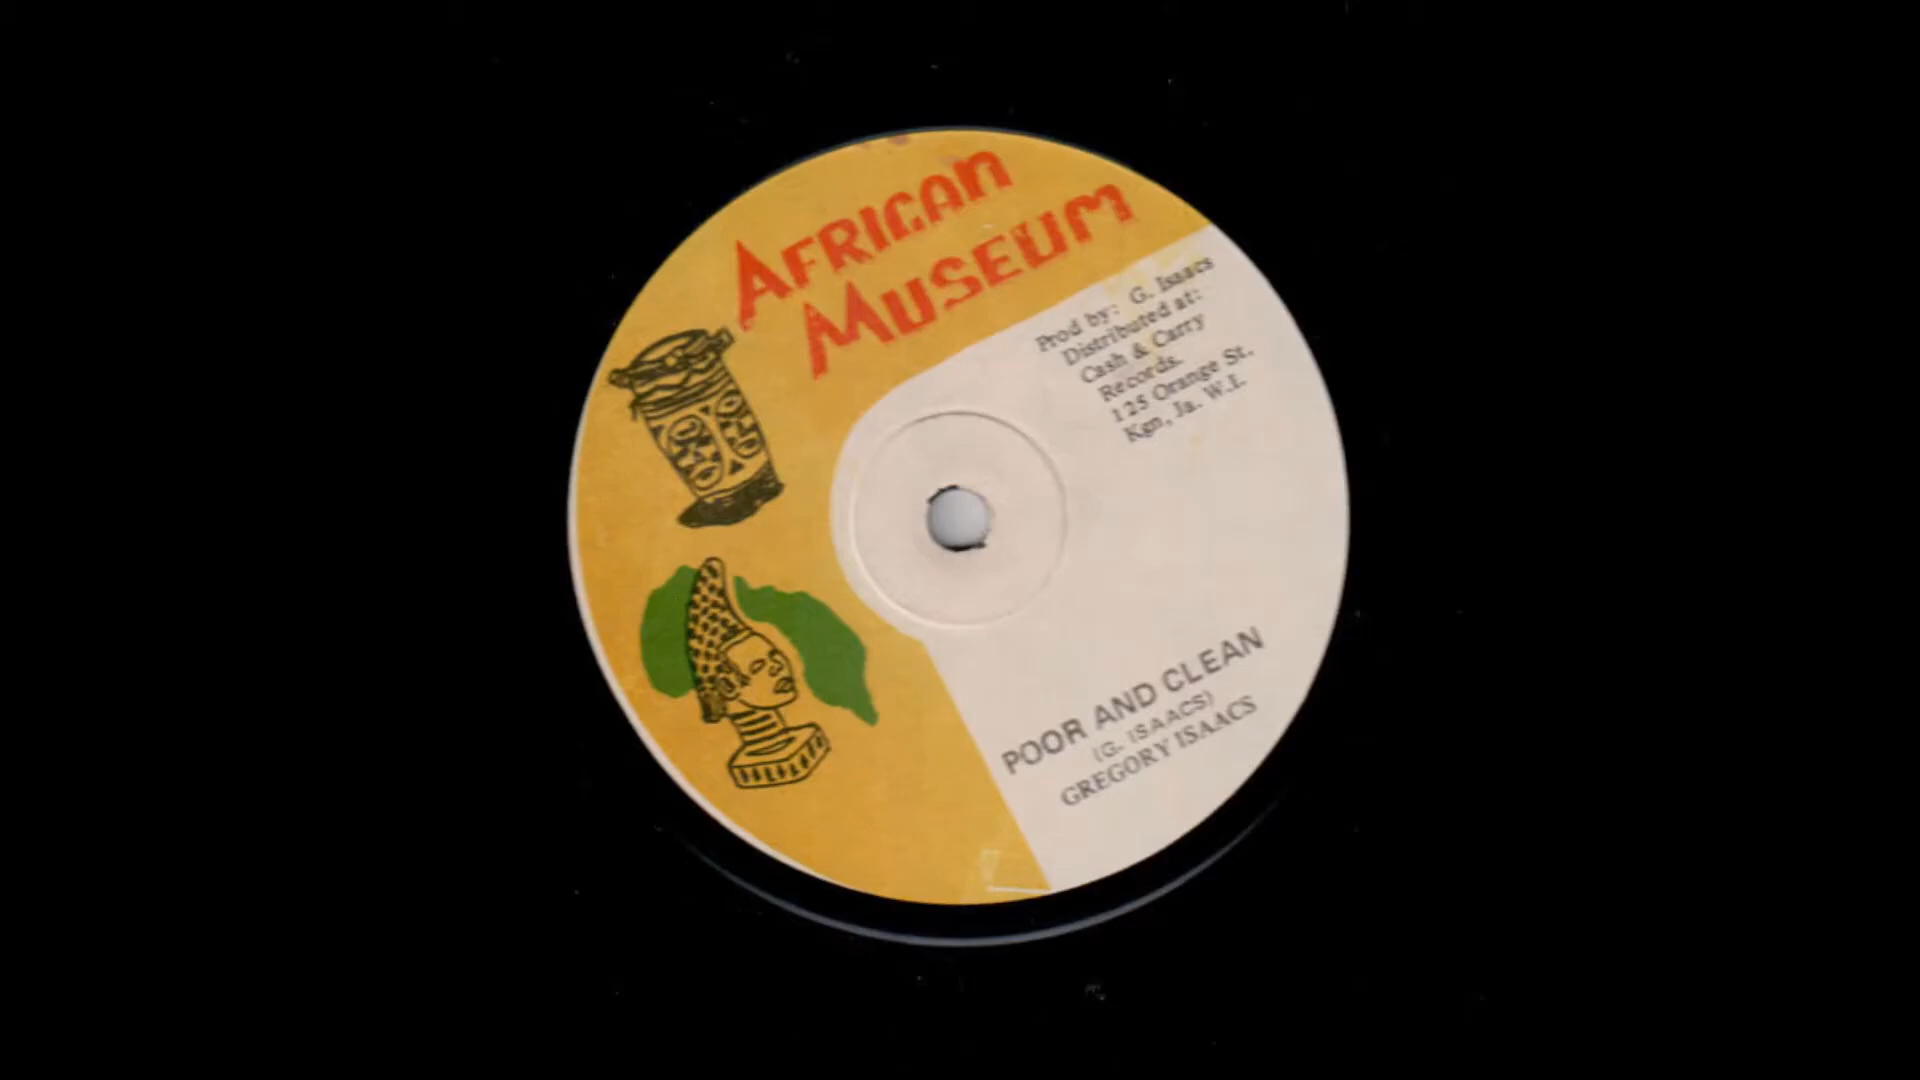 AFRICAN
MUSEUM
Prod by: G. Isaacs
Distributed at:
Cash & Carry
Records.
125 Orange St.
Kgn, Ja. W.I.
POOR AND CLEAN
(G. ISAACS)
GREGORY ISAACS